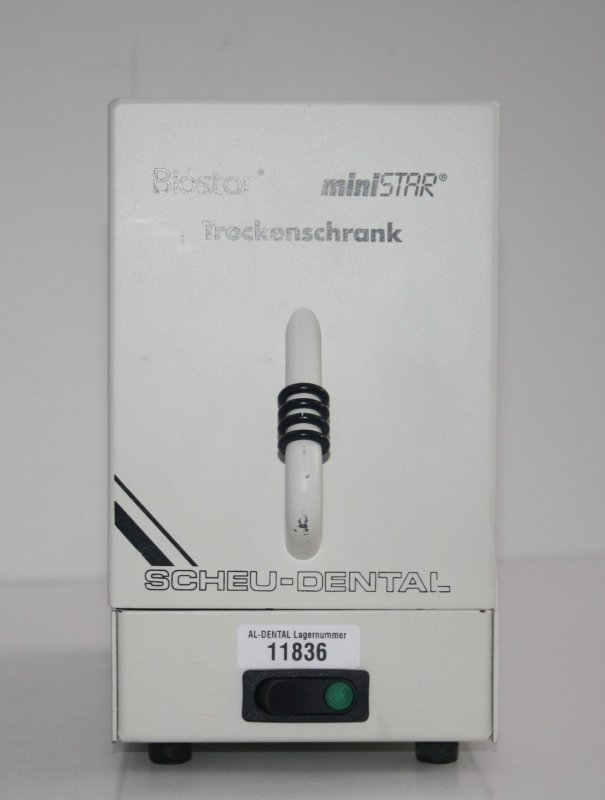 Biostar® miniSTAR®
Trockenschrank
SCHEU-DENTAL
AL-DENTAL Lagernummer
11836